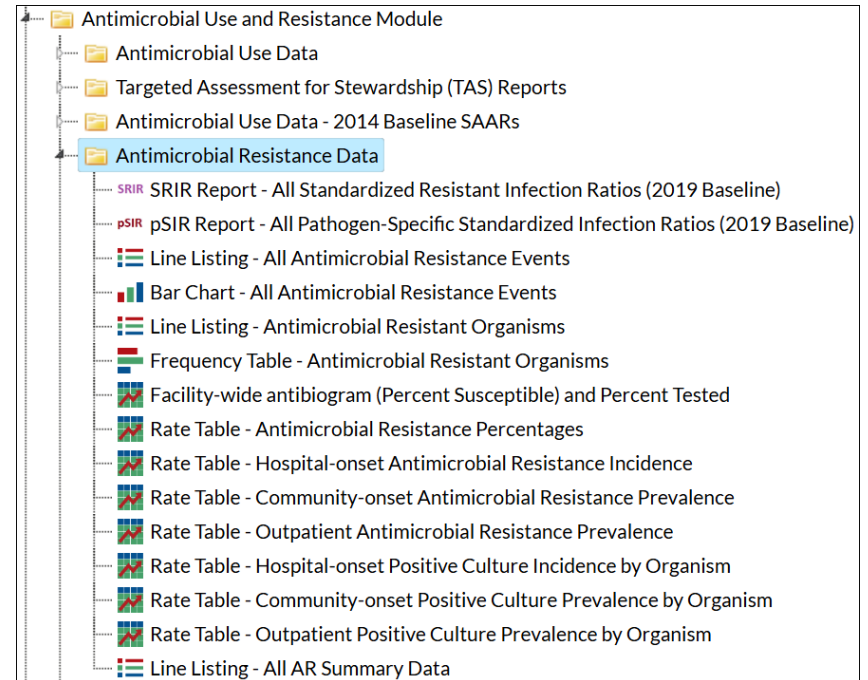 Antimicrobial Use and Resistance Module
Antimicrobial Use Data
Targeted Assessment for Stewardship (TAS) Reports
Antimicrobial Use Data - 2014 Baseline SAARs
Antimicrobial Resistance Data
SRIR SRIR Report - All Standardized Resistant Infection Ratios (2019 Baseline)
pSIR pSIR Report - All Pathogen-Specific Standardized Infection Ratios (2019 Baseline)
Line Listing - All Antimicrobial Resistance Events
Bar Chart - All Antimicrobial Resistance Events
Line Listing - Antimicrobial Resistant Organisms
Frequency Table - Antimicrobial Resistant Organisms
Facility-wide antibiogram (Percent Susceptible) and Percent Tested
Rate Table - Antimicrobial Resistance Percentages
Rate Table - Hospital-onset Antimicrobial Resistance Incidence
Rate Table - Community-onset Antimicrobial Resistance Prevalence
Rate Table - Outpatient Antimicrobial Resistance Prevalence
Rate Table - Hospital-onset Positive Culture Incidence by Organism
Rate Table - Community-onset Positive Culture Prevalence by Organism
Rate Table - Outpatient Positive Culture Prevalence by Organism
Line Listing - All AR Summary Data